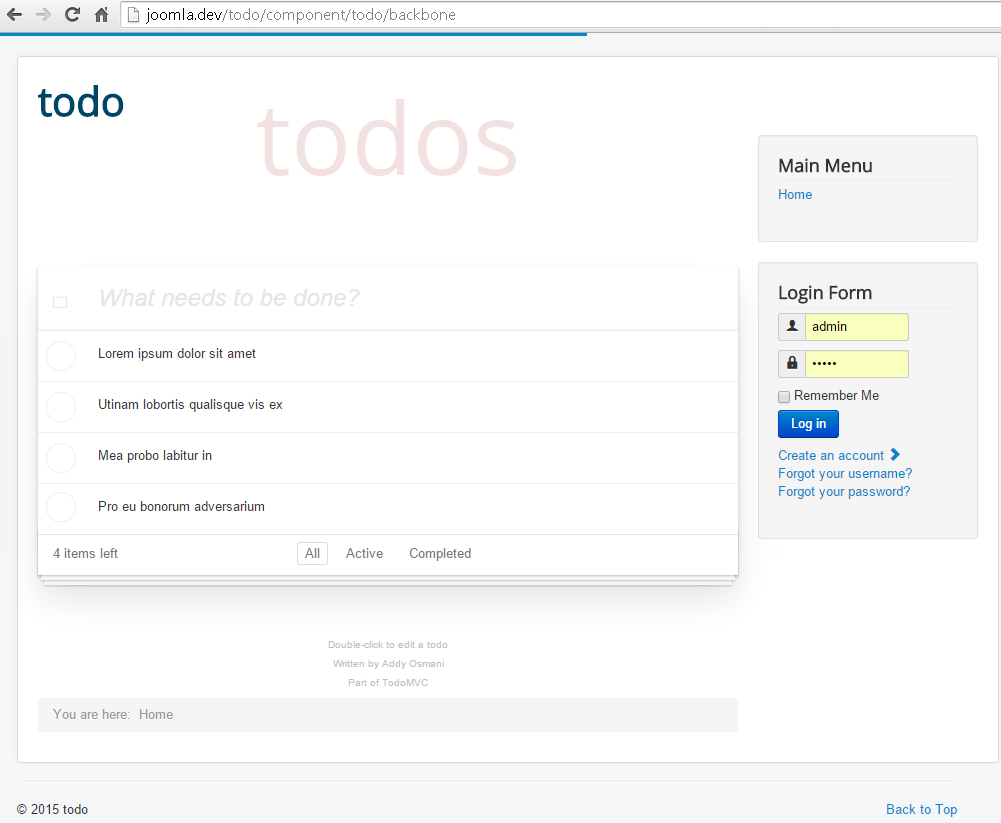 joomla.dev/todo/component/todo/backbone
todo
todos
What needs to be done?
Lorem ipsum dolor sit amet
Utinam lobortis qualisque vis ex
Mea probo labitur in
Pro eu bonorum adversarium
4 items left All Active Completed
Double-click to edit a todo
Written by Addy Osmani
Part of TodoMVC
You are here: Home
Main Menu
Home
Login Form
admin
•••••
Remember Me
Log in
Create an account
Forgot your username?
Forgot your password?
© 2015 todo
Back to Top